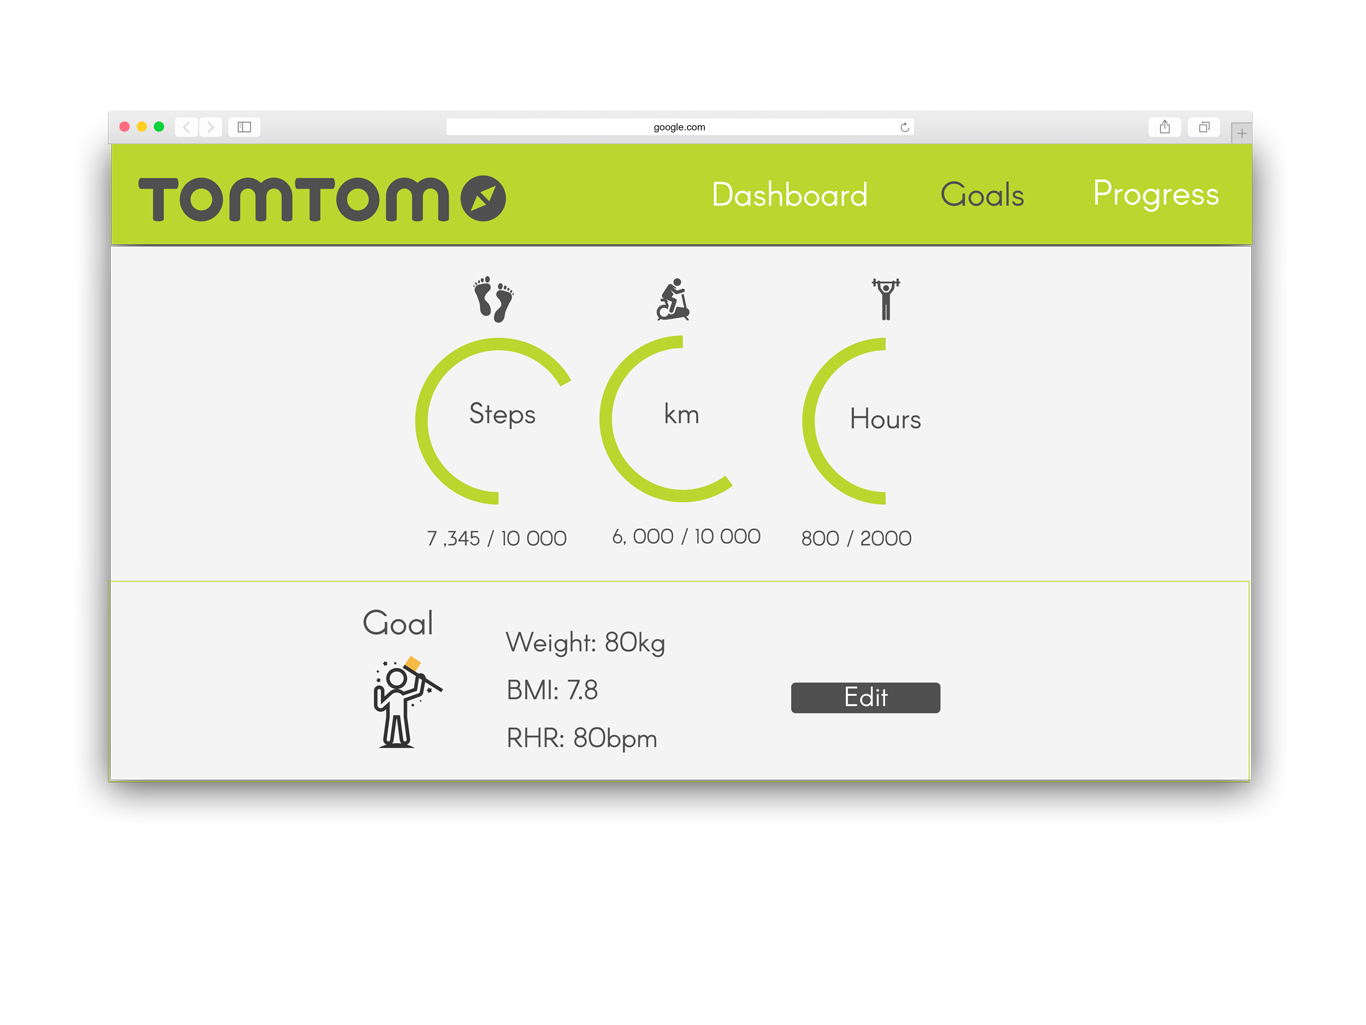 google.com
TOMTOM
Dashboard Goals Progress
Steps km Hours
7 ,345 / 10 000 6, 000 / 10 000 800 / 2000
Goal
Weight: 80kg
BMI: 7.8
Edit
RHR: 80bpm